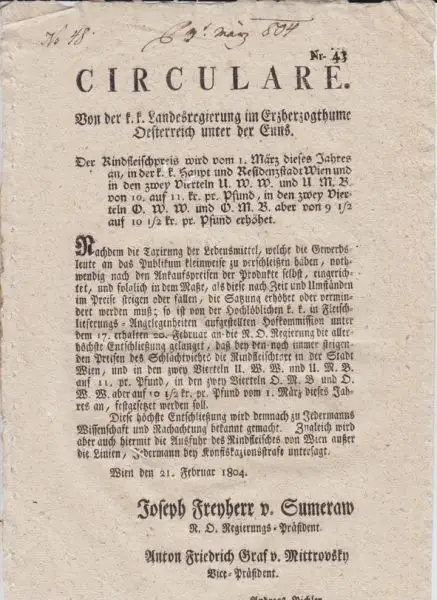 No 48.
9t März 804
Nr. 43
CIRCULARE.
Von der k. k. Landesregierung im Erzherzogthume
Oesterreich unter der Enns.
Der Rindfleischpreis wird vom 1. März dieses Jahres
an, in der k. k. Haupt und Residenzstadt Wien und
in den zwey Vierteln U. W. W. und U. M. B.
von 10. auf 11. kr. pr. Pfund, in den zwey Vier-
teln O. W. W. und O. M. B. aber von 9 1/2
auf 10 1/2 kr. pr. Pfund erhöhet.
Nachdem die Taxirung der Lebensmittel, welche die Gewerbs-
leute an das Publikum kleinweise zu verschleißen haben, noth-
wendig nach den Ankaufspreisen der Produkte selbst, eingerich-
tet, und folglich in dem Maße, als diese nach Zeit und Umständen
im Preise steigen oder fallen, die Satzung erhöhet oder vermin-
dert werden muß; so ist von der Hochlöblichen k. k. in Fleisch-
lieferungs-Angelegenheiten aufgestellten Hofkommission unter
dem 17. erhalten 20. Februar an die N. O. Regierung die aller-
höchste Entschließung gelanget, daß bey den noch immer steigen-
den Preisen des Schlachtviehes die Rindfleischtaxe in der Stadt
Wien, und in den zwey Vierteln U. W. W. und U. M. B.
auf 11. pr. Pfund, in den zwey Vierteln O. M. B. und O.
W. W. aber auf 10 1/2 kr. pr. Pfund vom 1. März dieses Jah-
res an, festgesetzt werden soll.
Diese höchste Entschließung wird demnach zu Jedermanns
Wissenschaft und Nachachtung bekannt gemacht. Zugleich wird
aber auch hiermit die Ausfuhr des Rindfleisches von Wien außer
die Linien, Jedermann bey Konfiskazionsstrafe untersagt.
Wien den 21. Februar 1804.
Joseph Freyherr v. Sumeraw
N. O. Regierungs-Präsident.
Anton Friedrich Graf v. Mittrovsky
Vice-Präsident.
Andreas Pichler